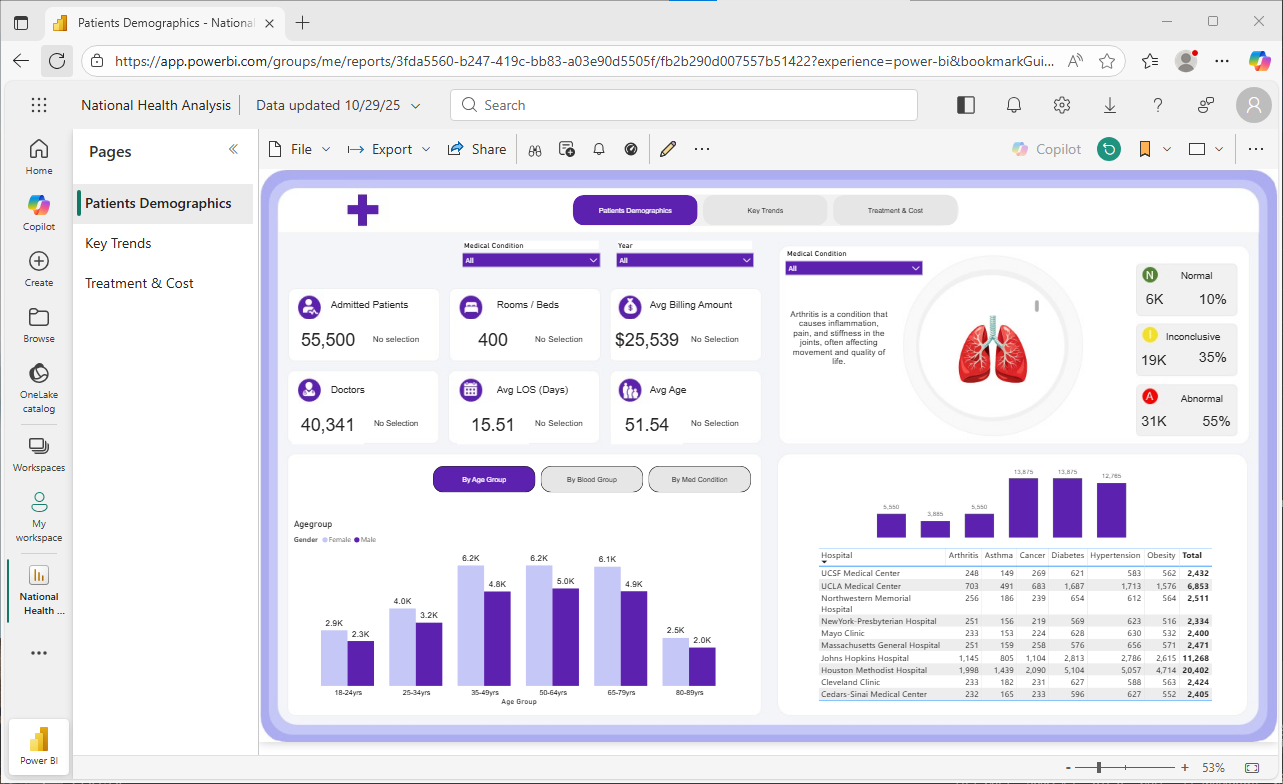 Patients Demographics - National
https://app.powerbi.com/groups/me/reports/3fda5560-b247-419c-bb83-a03e90d5505f/fb2b290d007557b51422?experience=power-bi&bookmarkGui...
National Health Analysis
Data updated 10/29/25
Search
Home
Copilot
Create
Browse
OneLake
catalog
Workspaces
My
workspace
National
Health ...
Power BI
Pages
Patients Demographics
Key Trends
Treatment & Cost
File
Export
Share
Copilot
Patients Demographics
Key Trends
Treatment & Cost
Medical Condition
All
Year
All
Admitted Patients
55,500 No selection
Rooms / Beds
400 No Selection
Avg Billing Amount
$25,539 No Selection
Doctors
40,341 No Selection
Avg LOS (Days)
15.51 No Selection
Avg Age
51.54 No Selection
Medical Condition
All
Arthritis is a condition that
causes inflammation,
pain, and stiffness in the
joints, often affecting
movement and quality of
life.
N Normal
6K 10%
! Inconclusive
19K 35%
A Abnormal
31K 55%
By Age Group
By Blood Group
By Med Condition
Agegroup
Gender Female Male
2.9K 2.3K 4.0K 3.2K 6.2K 4.8K 6.2K 5.0K 6.1K 4.9K 2.5K 2.0K
18-24yrs 25-34yrs 35-49yrs 50-64yrs 65-79yrs 80-89yrs
Age Group
5,550 3,885 5,550 13,875 13,875 12,765
Hospital Arthritis Asthma Cancer Diabetes Hypertension Obesity Total
UCSF Medical Center 248 149 269 621 583 562 2,432
UCLA Medical Center 703 491 683 1,687 1,713 1,576 6,853
Northwestern Memorial 256 186 239 654 612 564 2,511
Hospital
NewYork-Presbyterian Hospital 251 156 219 569 623 516 2,334
Mayo Clinic 233 153 224 628 630 532 2,400
Massachusetts General Hospital 251 159 258 576 656 571 2,471
Johns Hopkins Hospital 1,145 805 1,104 2,813 2,786 2,615 11,268
Houston Methodist Hospital 1,998 1,439 2,090 5,104 5,057 4,714 20,402
Cleveland Clinic 233 182 231 627 588 563 2,424
Cedars-Sinai Medical Center 232 165 233 596 627 552 2,405
- + 53%